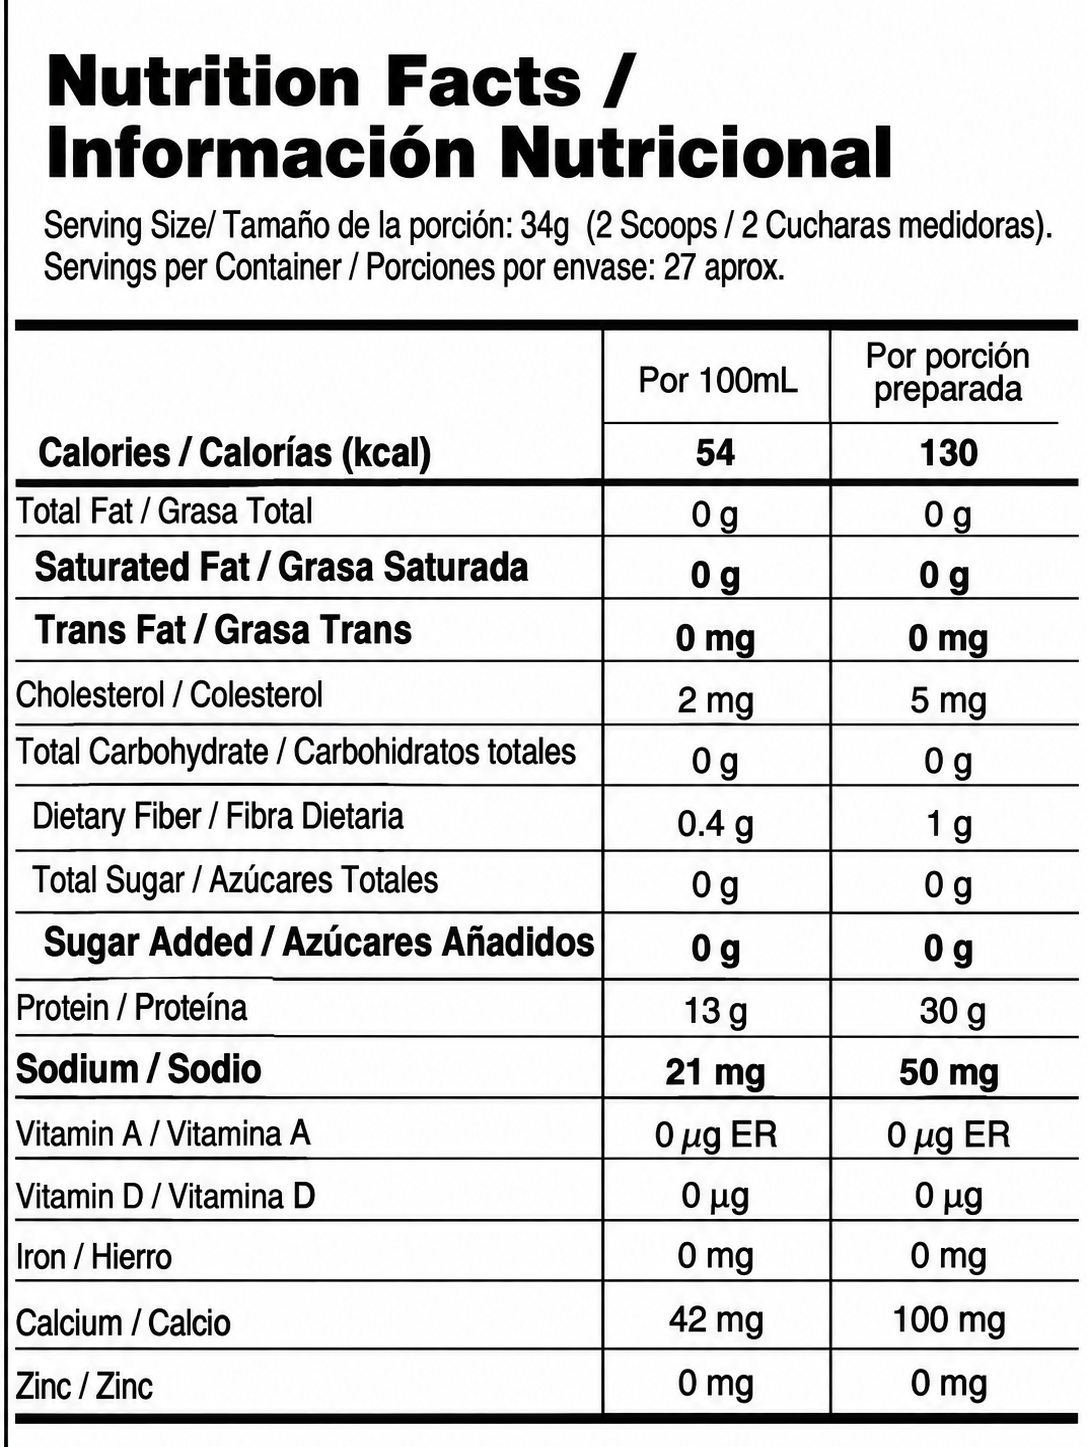 Nutrition Facts /
Información Nutricional
Serving Size/ Tamaño de la porción: 34g (2 Scoops / 2 Cucharas medidoras).
Servings per Container / Porciones por envase: 27 aprox.
Por 100mL Por porción
preparada
Calories / Calorías (kcal) 54 130
Total Fat / Grasa Total 0 g 0 g
Saturated Fat / Grasa Saturada 0 g 0 g
Trans Fat / Grasa Trans 0 mg 0 mg
Cholesterol / Colesterol 2 mg 5 mg
Total Carbohydrate / Carbohidratos totales 0 g 0 g
Dietary Fiber / Fibra Dietaria 0.4 g 1 g
Total Sugar / Azúcares Totales 0 g 0 g
Sugar Added / Azúcares Añadidos 0 g 0 g
Protein / Proteína 13 g 30 g
Sodium / Sodio 21 mg 50 mg
Vitamin A / Vitamina A 0 µg ER 0 µg ER
Vitamin D / Vitamina D 0 µg 0 µg
Iron / Hierro 0 mg 0 mg
Calcium / Calcio 42 mg 100 mg
Zinc / Zinc 0 mg 0 mg